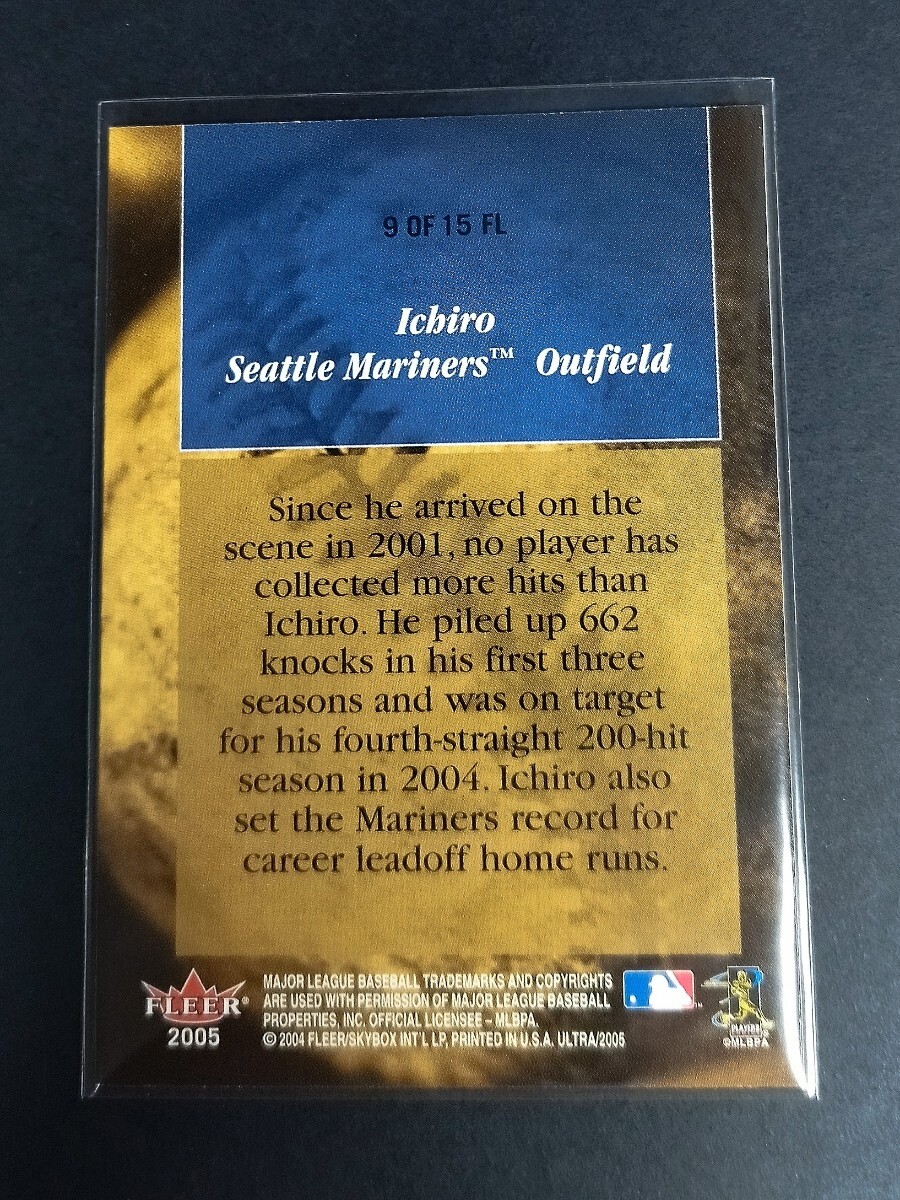 9 OF 15 FL
Ichiro
Seattle Mariners™ Outfield
Since he arrived on the
scene in 2001, no player has
collected more hits than
Ichiro. He piled up 662
knocks in his first three
seasons and was on target
for his fourth-straight 200-hit
season in 2004. Ichiro also
set the Mariners record for
career leadoff home runs.
FLEER®
2005
MAJOR LEAGUE BASEBALL TRADEMARKS AND COPYRIGHTS
ARE USED WITH PERMISSION OF MAJOR LEAGUE BASEBALL
PROPERTIES, INC. OFFICIAL LICENSEE – MLBPA.
© 2004 FLEER/SKYBOX INT'L LP, PRINTED IN U.S.A. ULTRA/2005
PLAYERS
©MLBPA